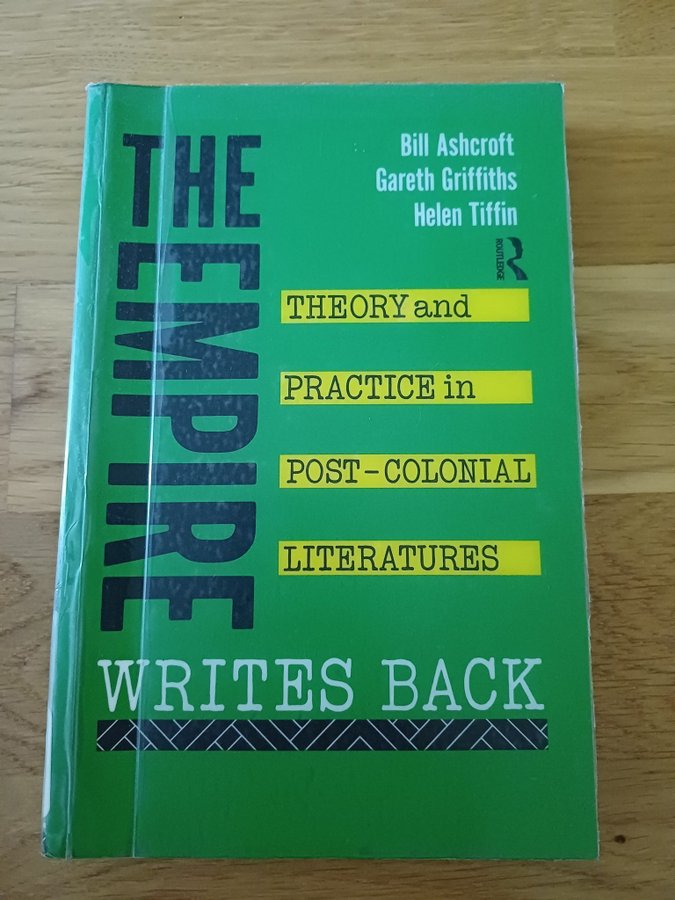 Bill Ashcroft
Gareth Griffiths
Helen Tiffin
ROUTLEDGE
THE EMPIRE
WRITES BACK
THEORY and
PRACTICE in
POST-COLONIAL
LITERATURES